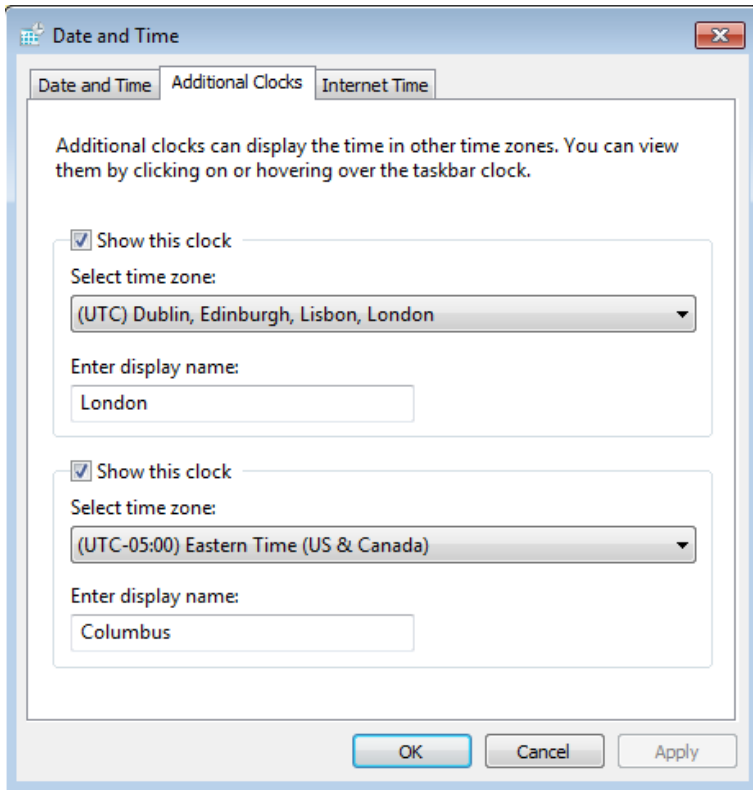 Date and Time
Date and Time Additional Clocks Internet Time
Additional clocks can display the time in other time zones. You can view
them by clicking on or hovering over the taskbar clock.
Show this clock
Select time zone:
(UTC) Dublin, Edinburgh, Lisbon, London
Enter display name:
London
Show this clock
Select time zone:
(UTC-05:00) Eastern Time (US & Canada)
Enter display name:
Columbus
OK Cancel Apply